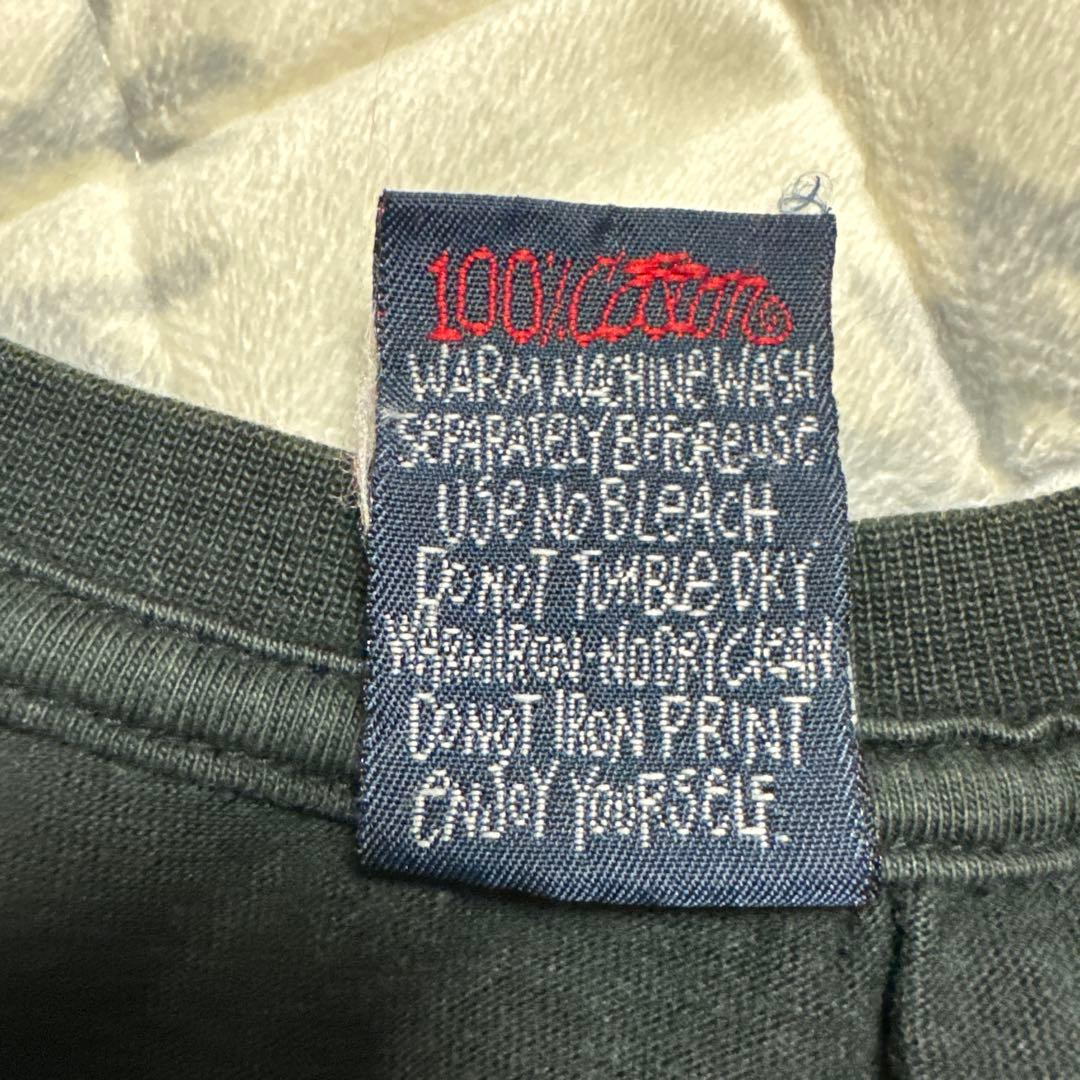 100% Cotton
WARM MACHINE WASH
SEPARATELY BEFORE USE
USE NO BLEACH
DO NOT TUMBLE DRY.
WARM IRON-NO DRY CLEAN
DO NOT IRON PRINT
ENJOY YOURSELF.